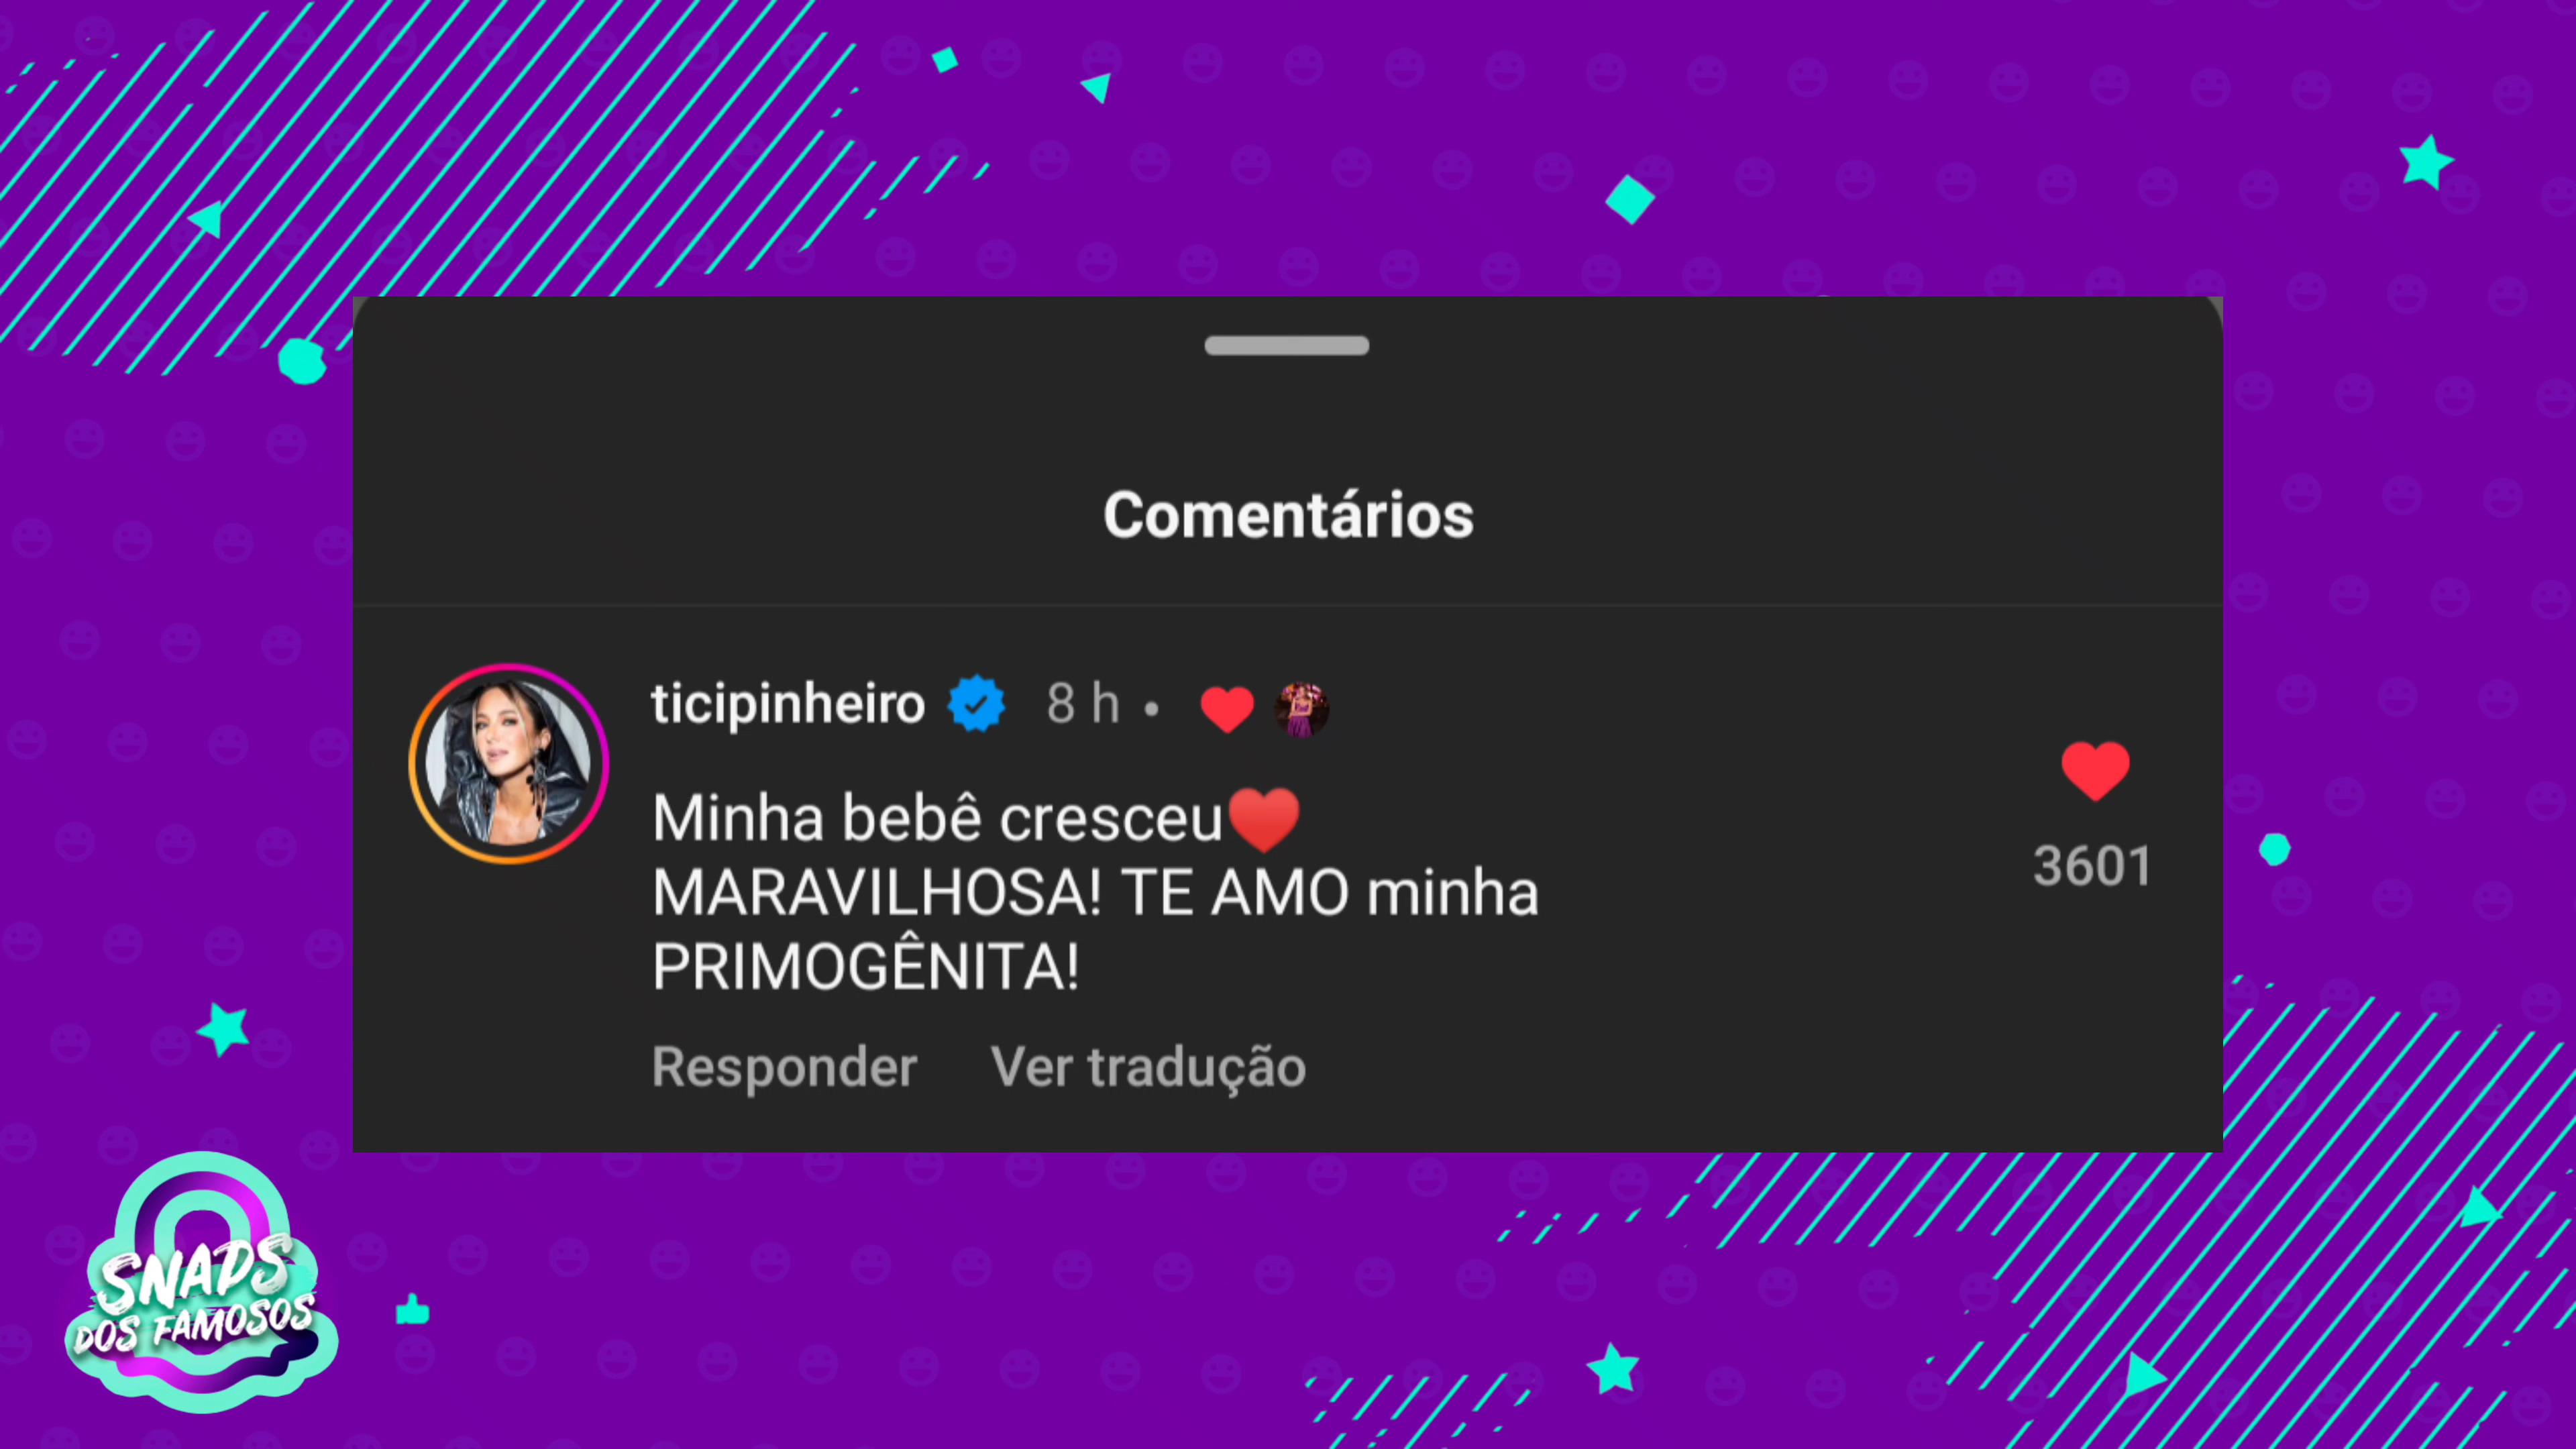 Comentários
ticipinheiro 8 h •
Minha bebê cresceu❤️
MARAVILHOSA! TE AMO minha
PRIMOGÊNITA!
3601
Responder Ver tradução
SNAPS
DOS FAMOSOS